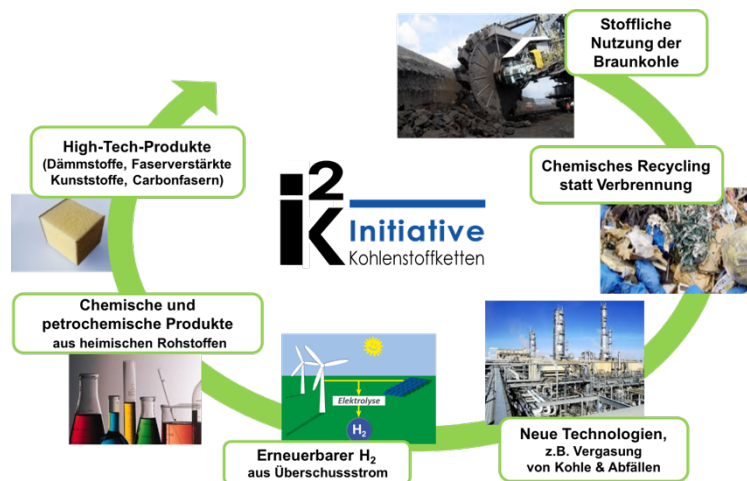 Stoffliche
Nutzung der
Braunkohle
Chemisches Recycling
statt Verbrennung
Neue Technologien,
z.B. Vergasung
von Kohle & Abfällen
Elektrolyse
H₂
Erneuerbarer H₂
aus Überschussstrom
Chemische und
petrochemische Produkte
aus heimischen Rohstoffen
High-Tech-Produkte
(Dämmstoffe, Faserverstärkte
Kunststoffe, Carbonfasern)
i2k
Initiative
Kohlenstoffketten